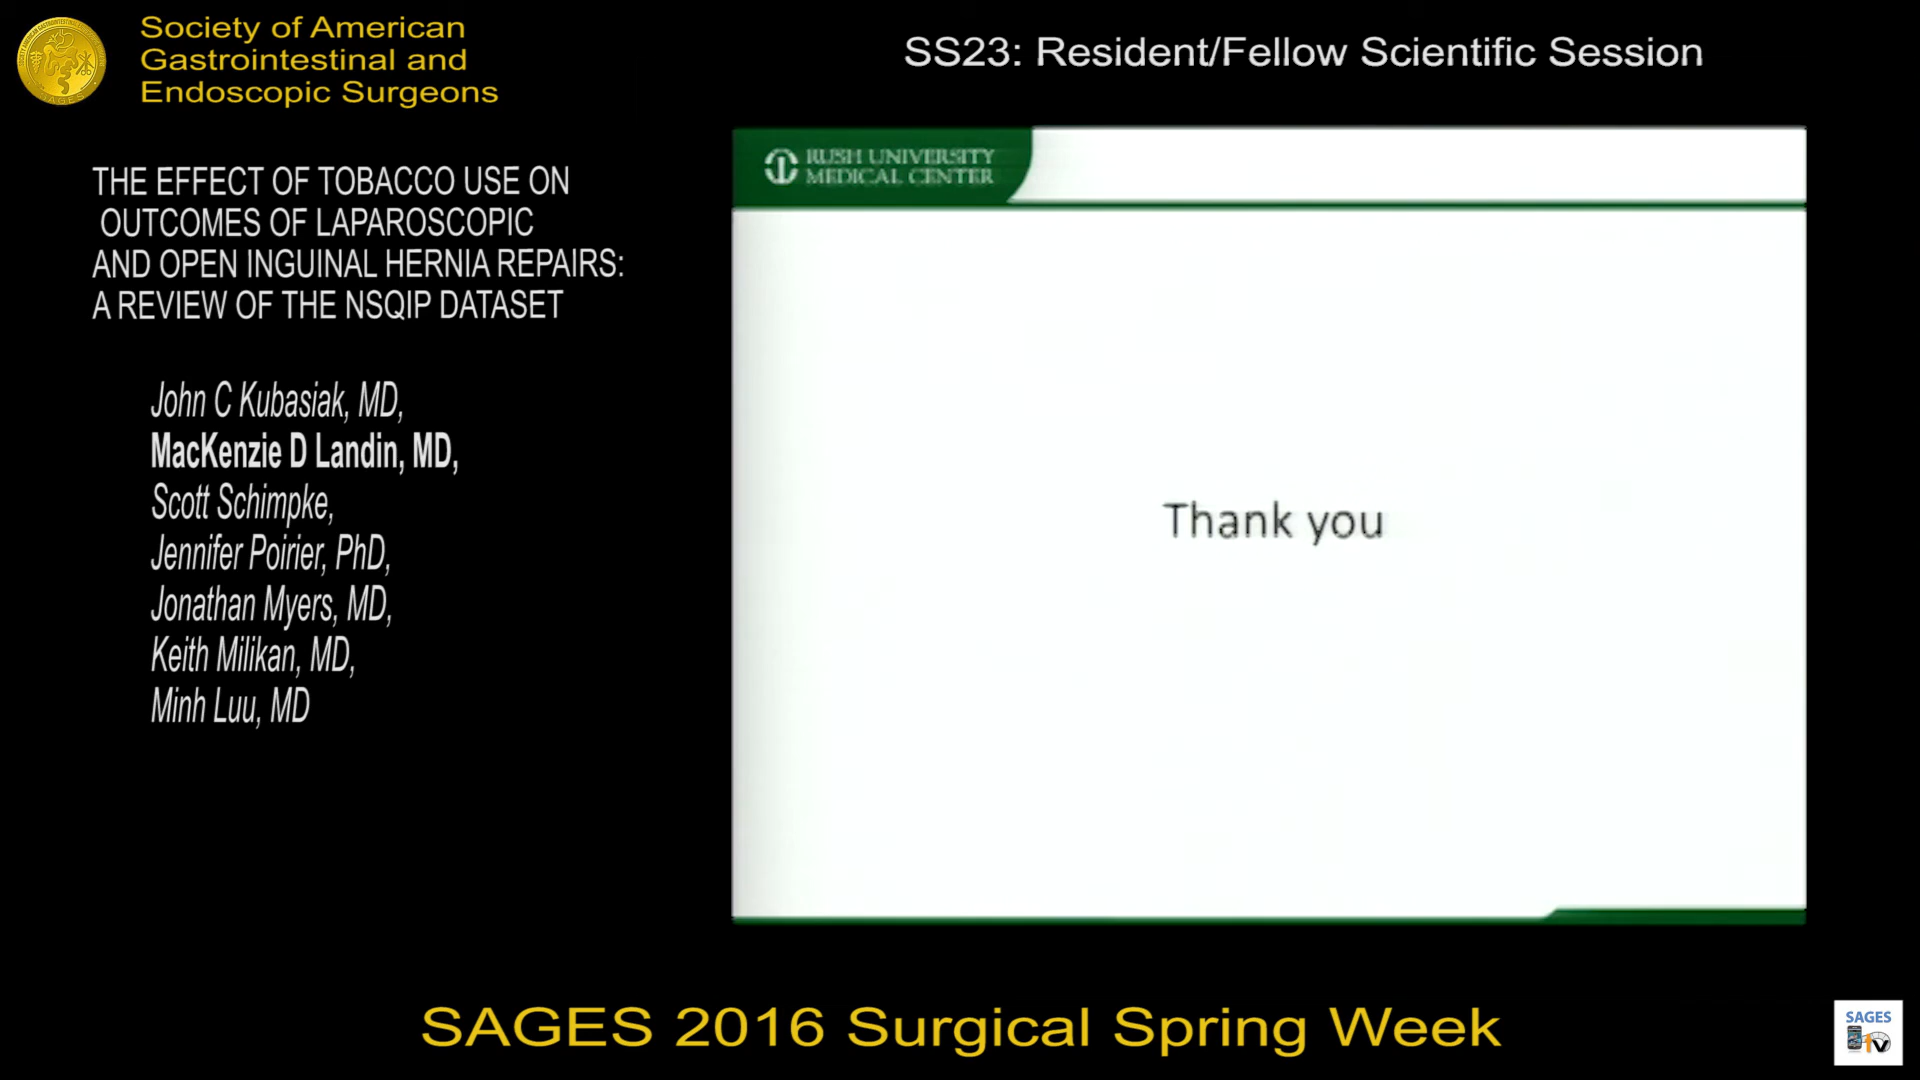 Society of American
Gastrointestinal and
Endoscopic Surgeons
SS23: Resident/Fellow Scientific Session
THE EFFECT OF TOBACCO USE ON
OUTCOMES OF LAPAROSCOPIC
AND OPEN INGUINAL HERNIA REPAIRS:
A REVIEW OF THE NSQIP DATASET
John C Kubasiak, MD,
MacKenzie D Landin, MD,
Scott Schimpke,
Jennifer Poirier, PhD,
Jonathan Myers, MD,
Keith Milikan, MD,
Minh Luu, MD
RUSH UNIVERSITY
MEDICAL CENTER
Thank you
SAGES 2016 Surgical Spring Week
SAGES
tv